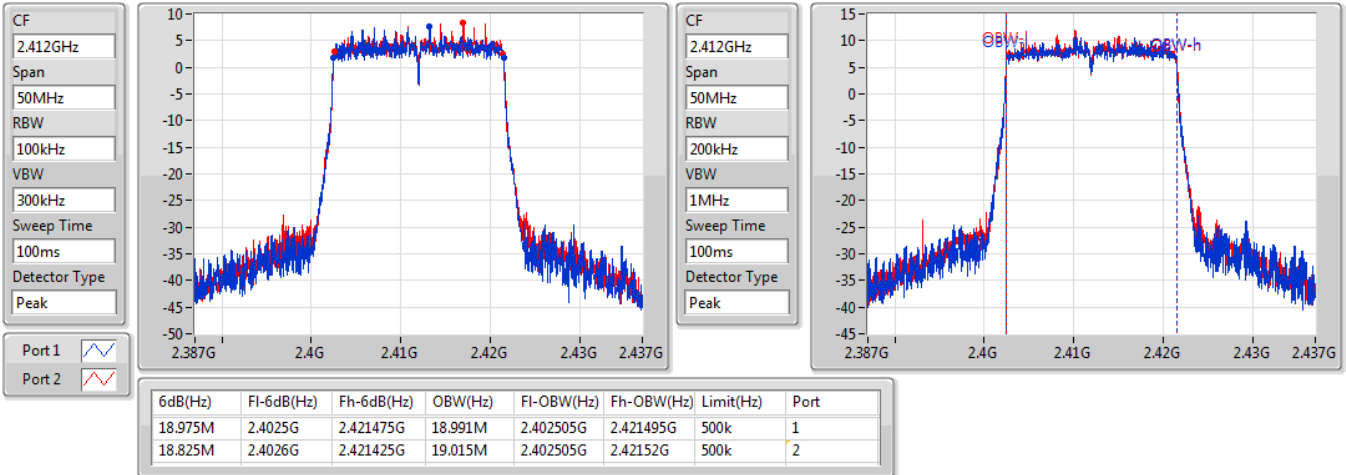 CF
2.412GHz
Span
50MHz
RBW
100kHz
VBW
300kHz
Sweep Time
100ms
Detector Type
Peak
10
5
0
-5
-10
-15
-20
-25
-30
-35
-40
-45
-50
2.387G 2.4G 2.41G 2.42G 2.43G 2.437G
CF
2.412GHz
Span
50MHz
RBW
200kHz
VBW
1MHz
Sweep Time
100ms
Detector Type
Peak
15
10
5
0
-5
-10
-15
-20
-25
-30
-35
-40
-45
OBW-l OBW-h
2.387G 2.4G 2.41G 2.42G 2.43G 2.437G
Port 1
Port 2
6dB(Hz) Fl-6dB(Hz) Fh-6dB(Hz) OBW(Hz) Fl-OBW(Hz) Fh-OBW(Hz) Limit(Hz) Port
18.975M 2.4025G 2.421475G 18.991M 2.402505G 2.421495G 500k 1
18.825M 2.4026G 2.421425G 19.015M 2.402505G 2.42152G 500k 2